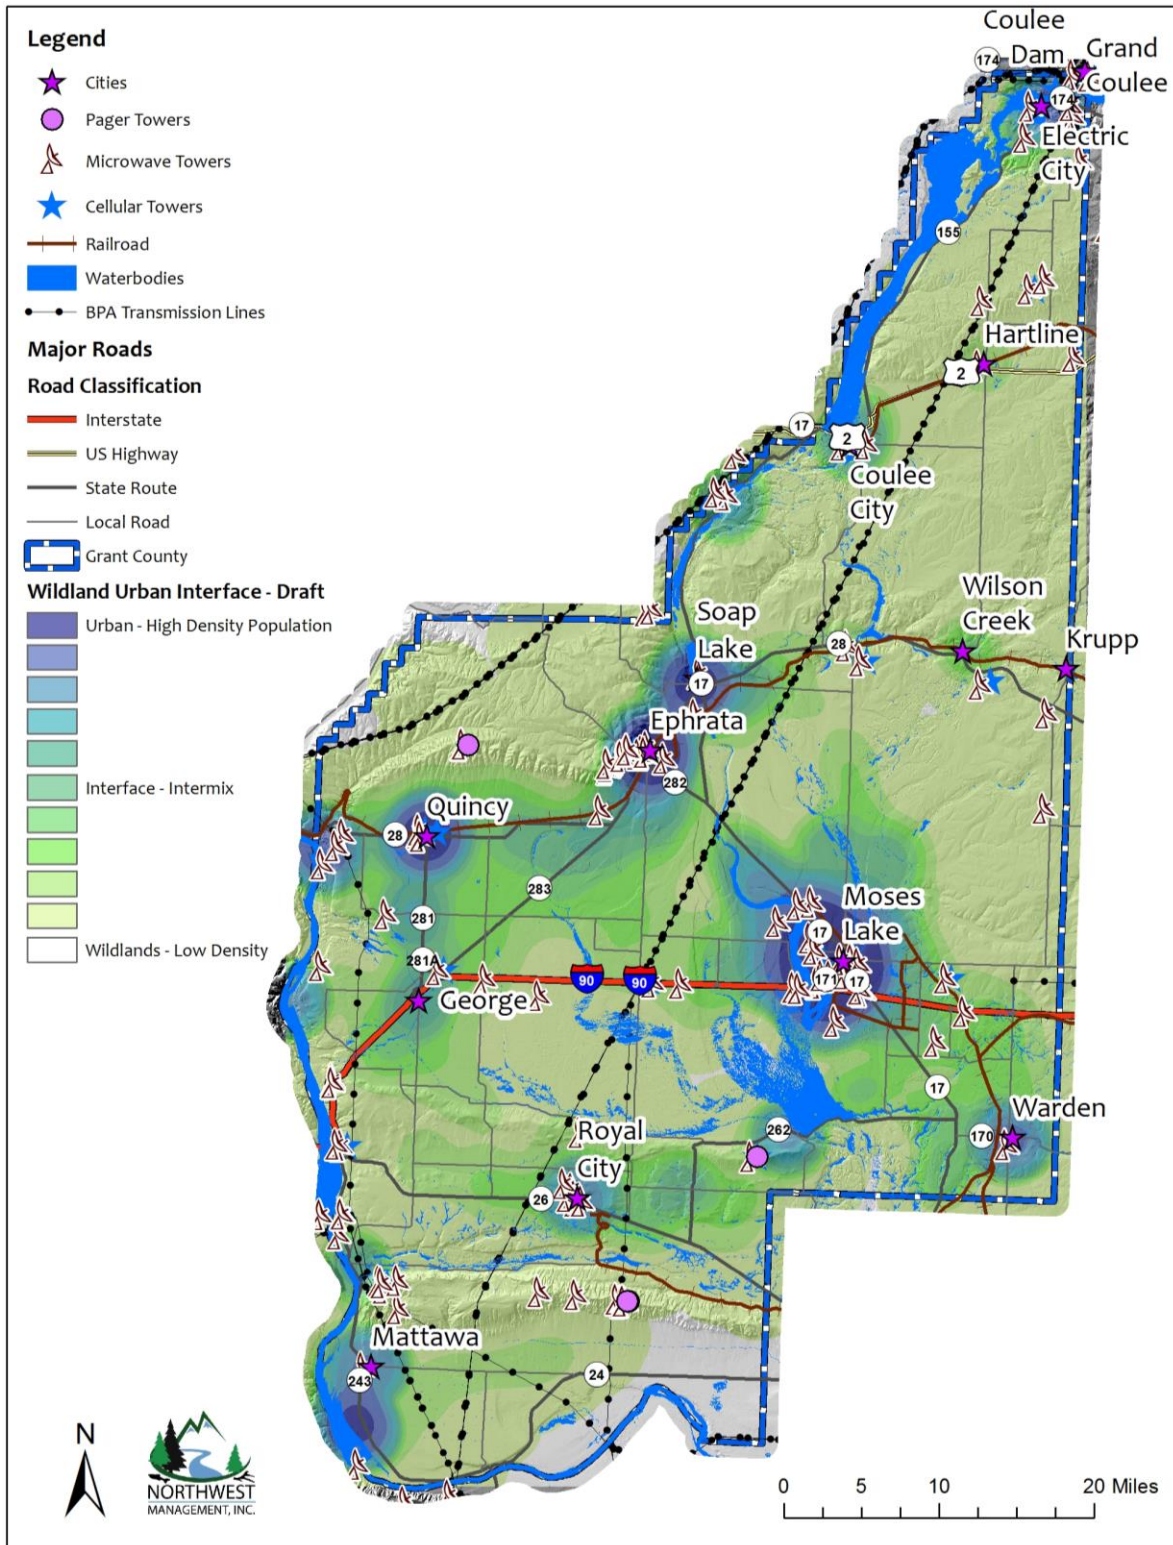 Legend
Cities
Pager Towers
Microwave Towers
Cellular Towers
Railroad
Waterbodies
BPA Transmission Lines
Major Roads
Road Classification
Interstate
US Highway
State Route
Local Road
Grant County
Wildland Urban Interface - Draft
Urban - High Density Population
Interface - Intermix
Wildlands - Low Density
Coulee
Dam
174
Grand
Coulee
174
Electric
City
155
Hartline
2
17
2
Coulee
City
Wilson
Creek
Krupp
Soap
Lake
28
17
Ephrata
282
Quincy
28
283
281
281A
Moses
Lake
17
171
17
90
90
George
17
Warden
170
262
Royal
City
26
Mattawa
243
24
N
NORTHWEST
MANAGEMENT, INC.
0 5 10 20 Miles